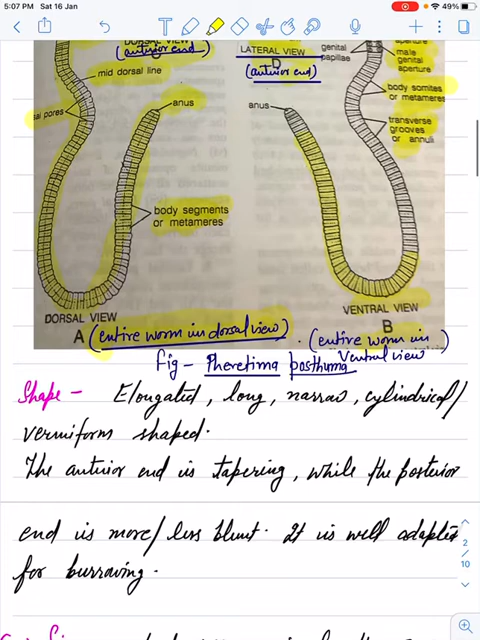 5:07 PM Sat 16 Jan
49%
DORSAL VIEW
(anterior end)
LATERAL VIEW
D
(anterior end)
genital
papillae
aperture
male
genital
aperture
mid dorsal line
body somites
or metameres
anus
anus
sal pores
transverse
grooves
or annuli
body segments
or metameres
DORSAL VIEW
VENTRAL VIEW
A (entire worm in dorsal view).
B
(entire worm in
Ventral view)
fig - Pheretima posthuma
Shape - Elongated, long, narrow, cylindrical/
vermiform shaped.
The anterior end is tapering, while the posterior
end is more/less blunt. It is well adapted
for burrowing.
2
/
10